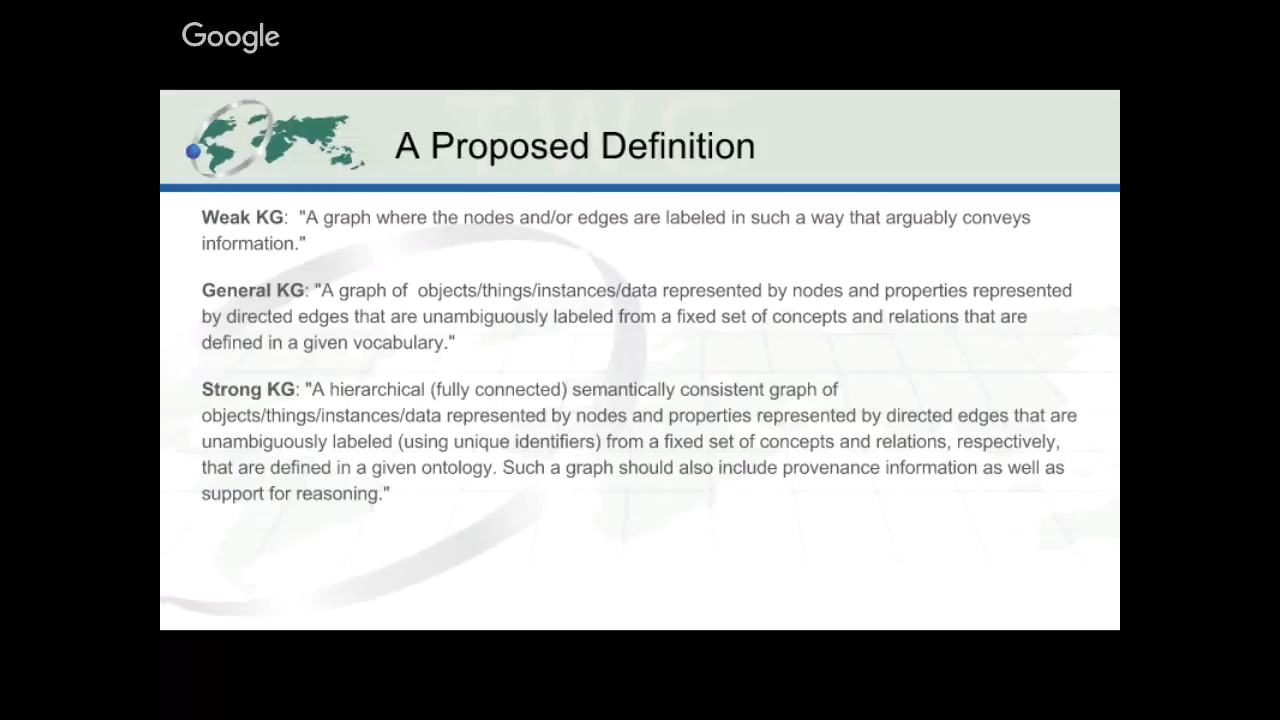 Google
A Proposed Definition
Weak KG: "A graph where the nodes and/or edges are labeled in such a way that arguably conveys
information."
General KG: "A graph of objects/things/instances/data represented by nodes and properties represented
by directed edges that are unambiguously labeled from a fixed set of concepts and relations that are
defined in a given vocabulary."
Strong KG: "A hierarchical (fully connected) semantically consistent graph of
objects/things/instances/data represented by nodes and properties represented by directed edges that are
unambiguously labeled (using unique identifiers) from a fixed set of concepts and relations, respectively,
that are defined in a given ontology. Such a graph should also include provenance information as well as
support for reasoning."